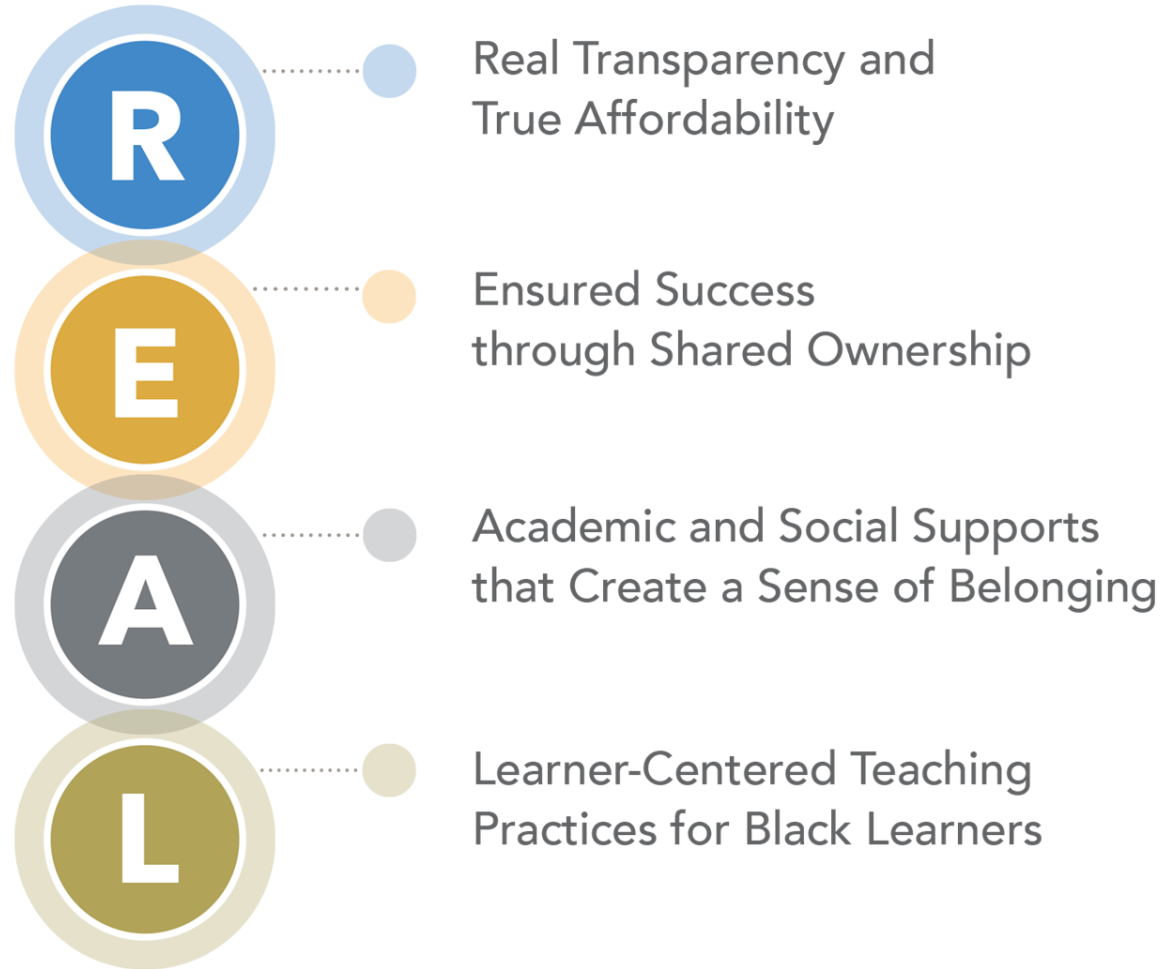 R
Real Transparency and
True Affordability
E
Ensured Success
through Shared Ownership
A
Academic and Social Supports
that Create a Sense of Belonging
L
Learner-Centered Teaching
Practices for Black Learners